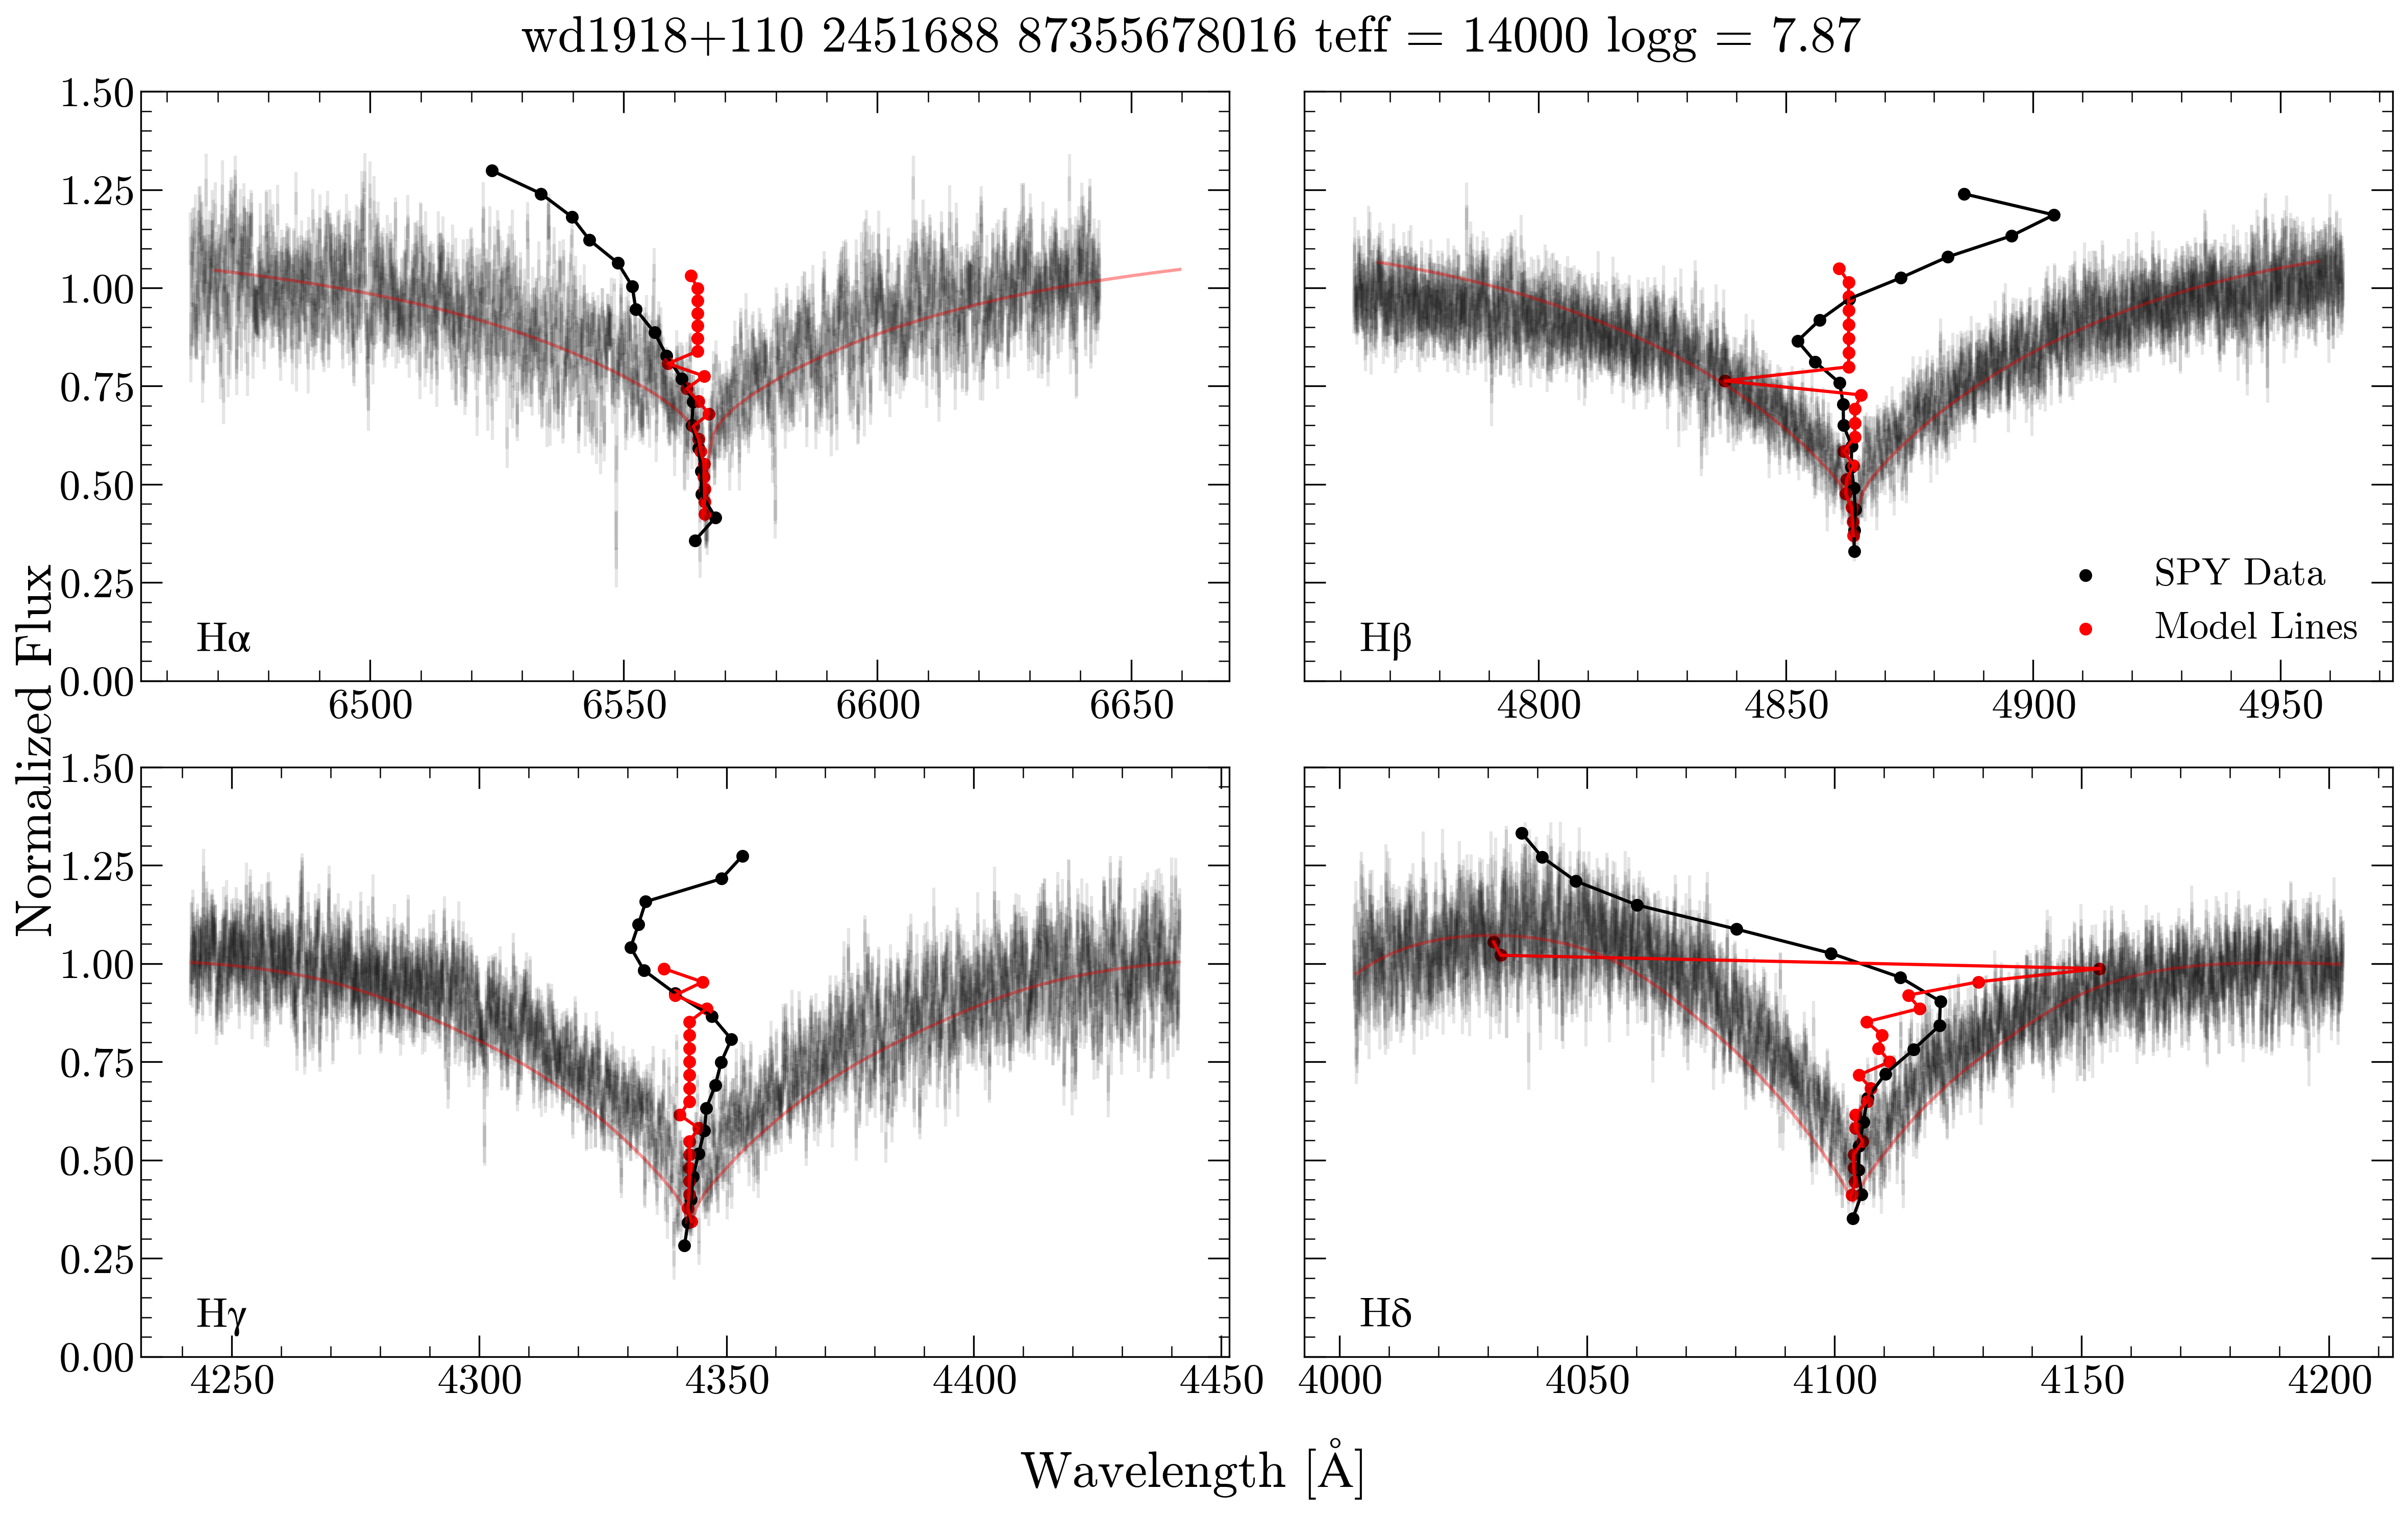 wd1918+110 2451688 87355678016 teff = 14000 logg = 7.87
Normalized Flux
1.50
1.25
1.00
0.75
0.50
0.25
0.00
Hα
6500 6550 6600 6650
Hβ
SPY Data
Model Lines
4800 4850 4900 4950
1.50
1.25
1.00
0.75
0.50
0.25
0.00
Hγ
4250 4300 4350 4400 4450
Hδ
4000 4050 4100 4150 4200
Wavelength [Å]